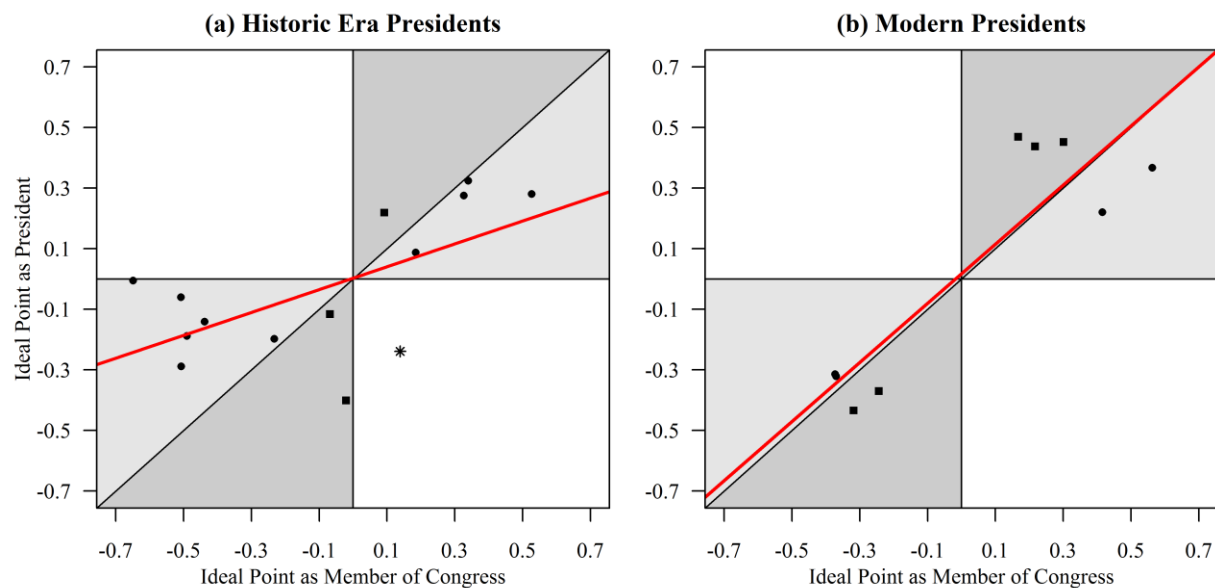 (a) Historic Era Presidents
Ideal Point as President
0.7
0.5
0.3
0.1
-0.1
-0.3
-0.5
-0.7
-0.7 -0.5 -0.3 -0.1 0.1 0.3 0.5 0.7
Ideal Point as Member of Congress
(b) Modern Presidents
0.7
0.5
0.3
0.1
-0.1
-0.3
-0.5
-0.7
-0.7 -0.5 -0.3 -0.1 0.1 0.3 0.5 0.7
Ideal Point as Member of Congress